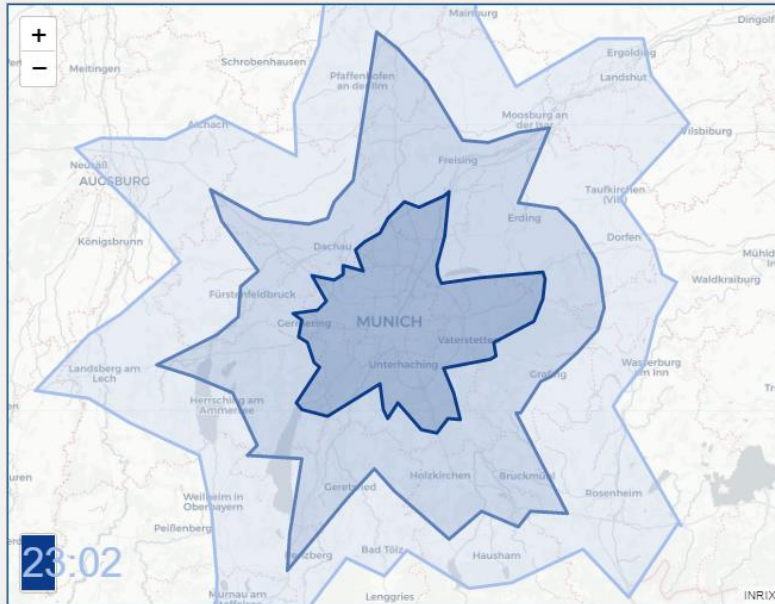 +
−
Mainburg
Dingolf
Ergolding
Meitingen
Schrobenhausen
Landshut
Pfaffenhofen
an der Ilm
Moosburg an
der Isar
Aichach
Vilsbiburg
Freising
Neusäß
AUGSBURG
Taufkirchen
(Vils)
Erding
Königsbrunn
Dachau
Dorfen
Mühld
Waldkraiburg
Fürstenfeldbruck
Germering
MUNICH
Vaterstetten
Unterhaching
Wasserburg
am Inn
Landsberg am
Lech
Grafing
Herrsching am
Ammersee
Holzkirchen
Bruckmühl
Geretsried
Rosenheim
Weilheim in
Oberbayern
Peißenberg
Penzberg
Bad Tölz
Hausham
23:02
Murnau am
Staffelsee
Lenggries
INRIX